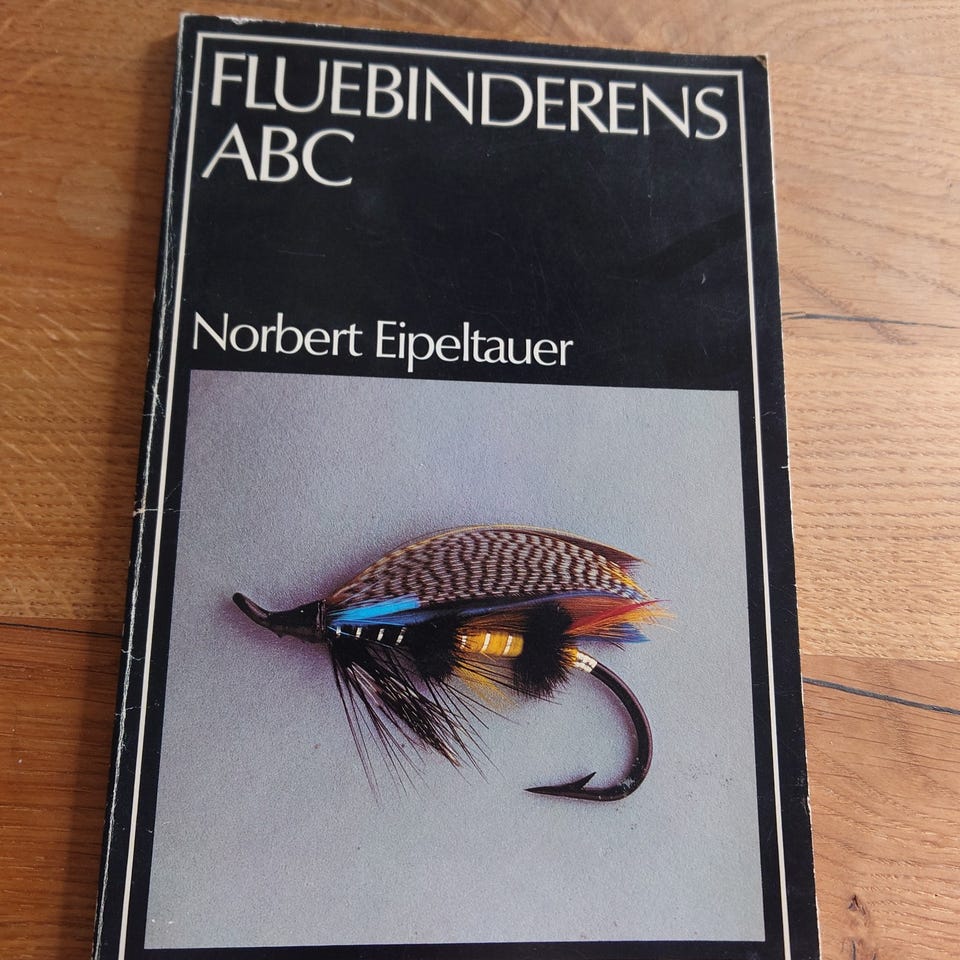 FLUEBINDERENS
ABC
Norbert Eipeltauer